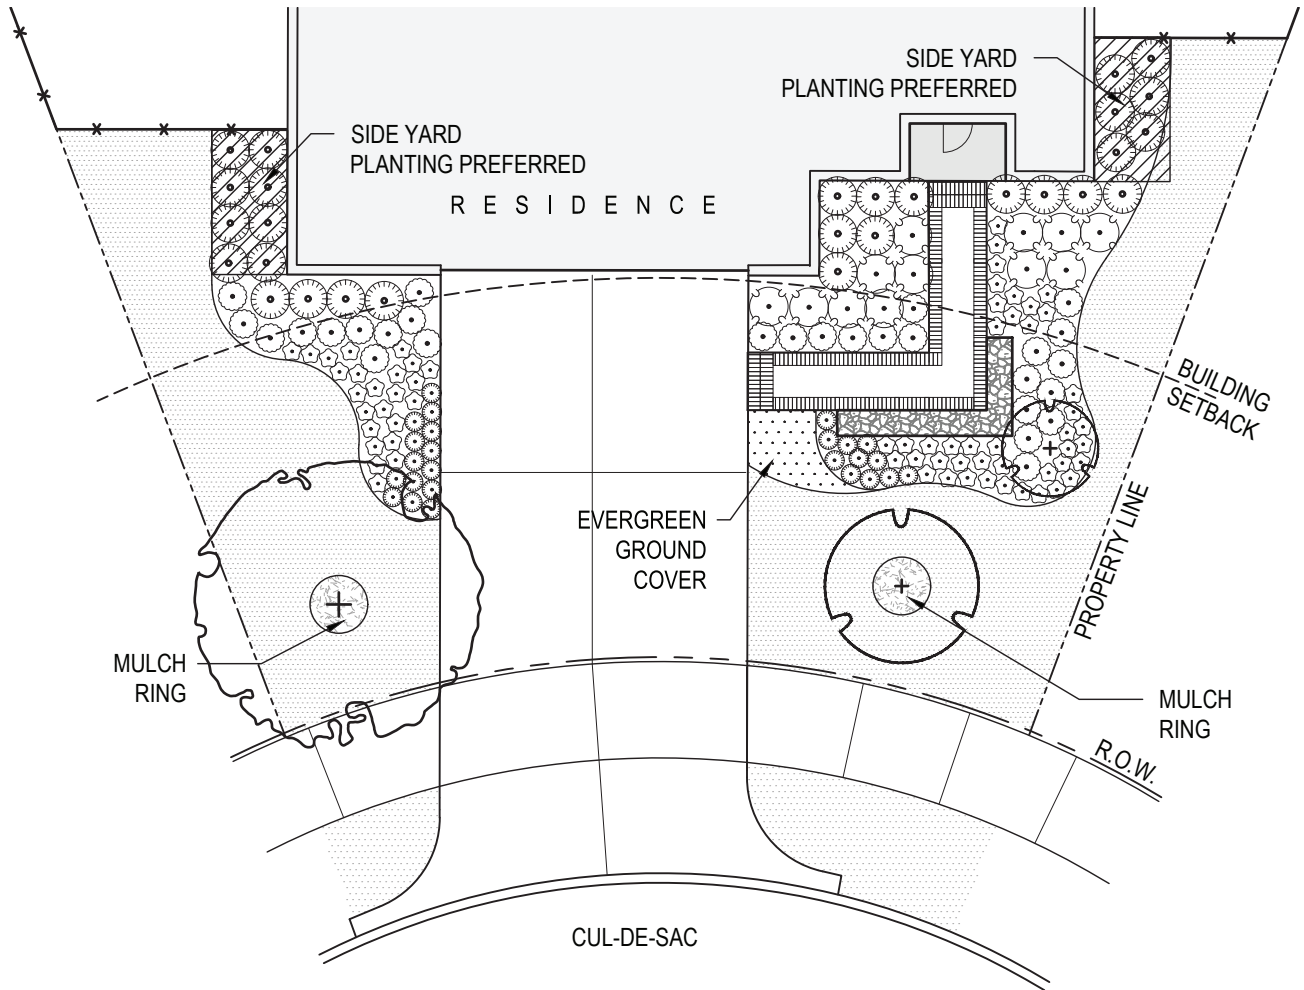 SIDE YARD
PLANTING PREFERRED
SIDE YARD
PLANTING PREFERRED
RESIDENCE
BUILDING
SETBACK
EVERGREEN
GROUND
COVER
PROPERTY LINE
MULCH
RING
MULCH
RING
R.O.W.
CUL-DE-SAC